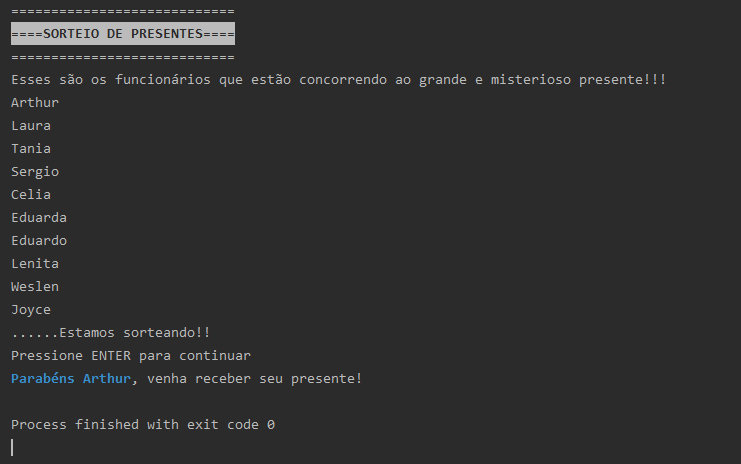 ============================
====SORTEIO DE PRESENTES====
============================
Esses são os funcionários que estão concorrendo ao grande e misterioso presente!!!
Arthur
Laura
Tania
Sergio
Celia
Eduarda
Eduardo
Lenita
Weslen
Joyce
......Estamos sorteando!!
Pressione ENTER para continuar
Parabéns Arthur, venha receber seu presente!
Process finished with exit code 0